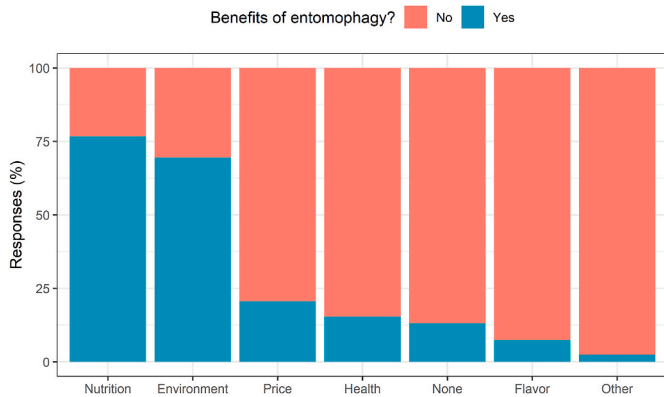 Benefits of entomophagy? No Yes
Responses (%)
100
75
50
25
0
Nutrition Environment Price Health None Flavor Other